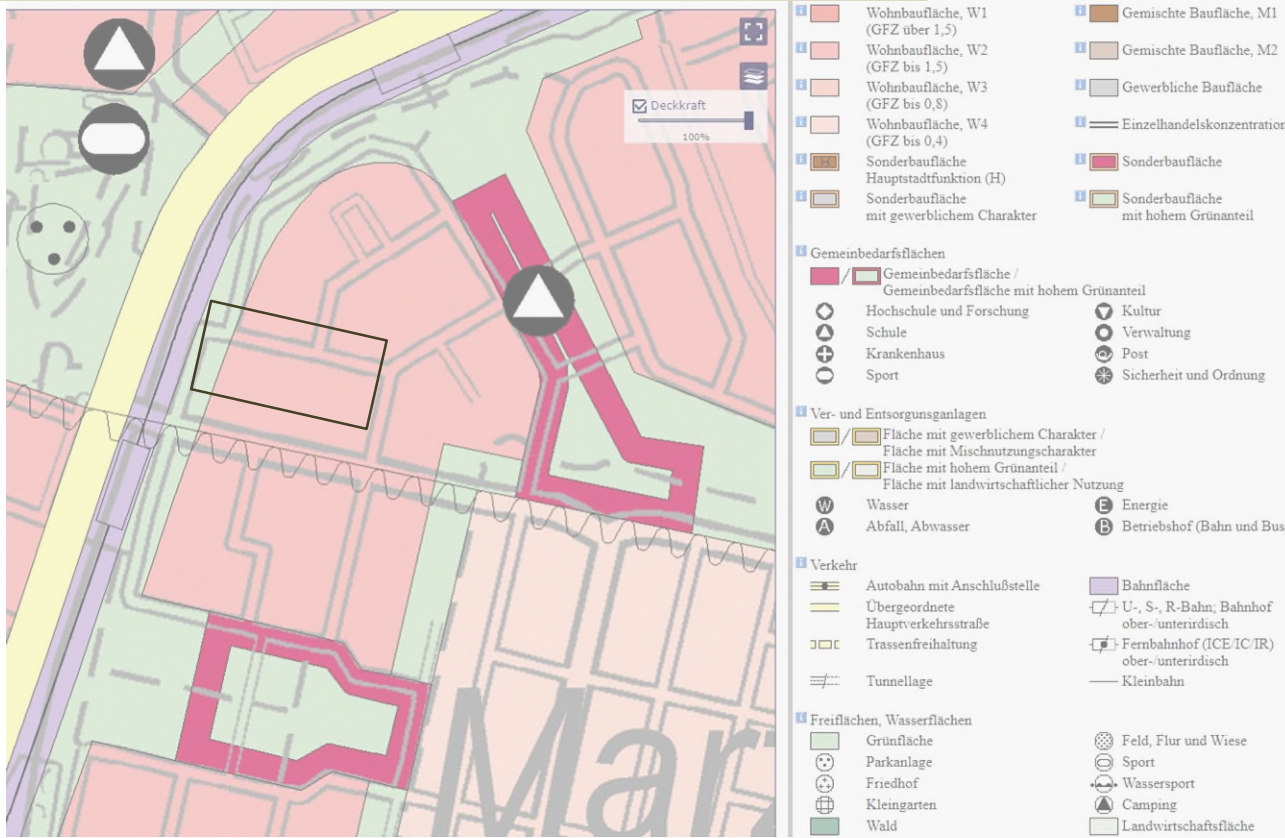 Deckkraft
100%
Mar
Wohnbaufläche, W1
(GFZ über 1,5)
Wohnbaufläche, W2
(GFZ bis 1,5)
Wohnbaufläche, W3
(GFZ bis 0,8)
Wohnbaufläche, W4
(GFZ bis 0,4)
H
Sonderbaufläche
Hauptstadtfunktion (H)
Sonderbaufläche
mit gewerblichem Charakter
Gemischte Baufläche, M1
Gemischte Baufläche, M2
Gewerbliche Baufläche
Einzelhandelskonzentration
Sonderbaufläche
Sonderbaufläche
mit hohem Grünanteil
Gemeinbedarfsflächen
/ Gemeinbedarfsfläche /
Gemeinbedarfsfläche mit hohem Grünanteil
Hochschule und Forschung
Schule
Krankenhaus
Sport
Kultur
Verwaltung
Post
Sicherheit und Ordnung
Ver- und Entsorgungsanlagen
/ Fläche mit gewerblichem Charakter /
Fläche mit Mischnutzungscharakter
/ Fläche mit hohem Grünanteil /
Fläche mit landwirtschaftlicher Nutzung
W Wasser
A Abfall, Abwasser
E Energie
B Betriebshof (Bahn und Bus
Verkehr
Autobahn mit Anschlußstelle
Übergeordnete
Hauptverkehrsstraße
Trassenfreihaltung
Tunnellage
Bahnfläche
U-, S-, R-Bahn; Bahnhof
ober-/unterirdisch
Fernbahnhof (ICE/IC/IR)
ober-/unterirdisch
Kleinbahn
Freiflächen, Wasserflächen
Grünfläche
Parkanlage
Friedhof
Kleingarten
Wald
Feld, Flur und Wiese
Sport
Wassersport
Camping
Landwirtschaftsfläche